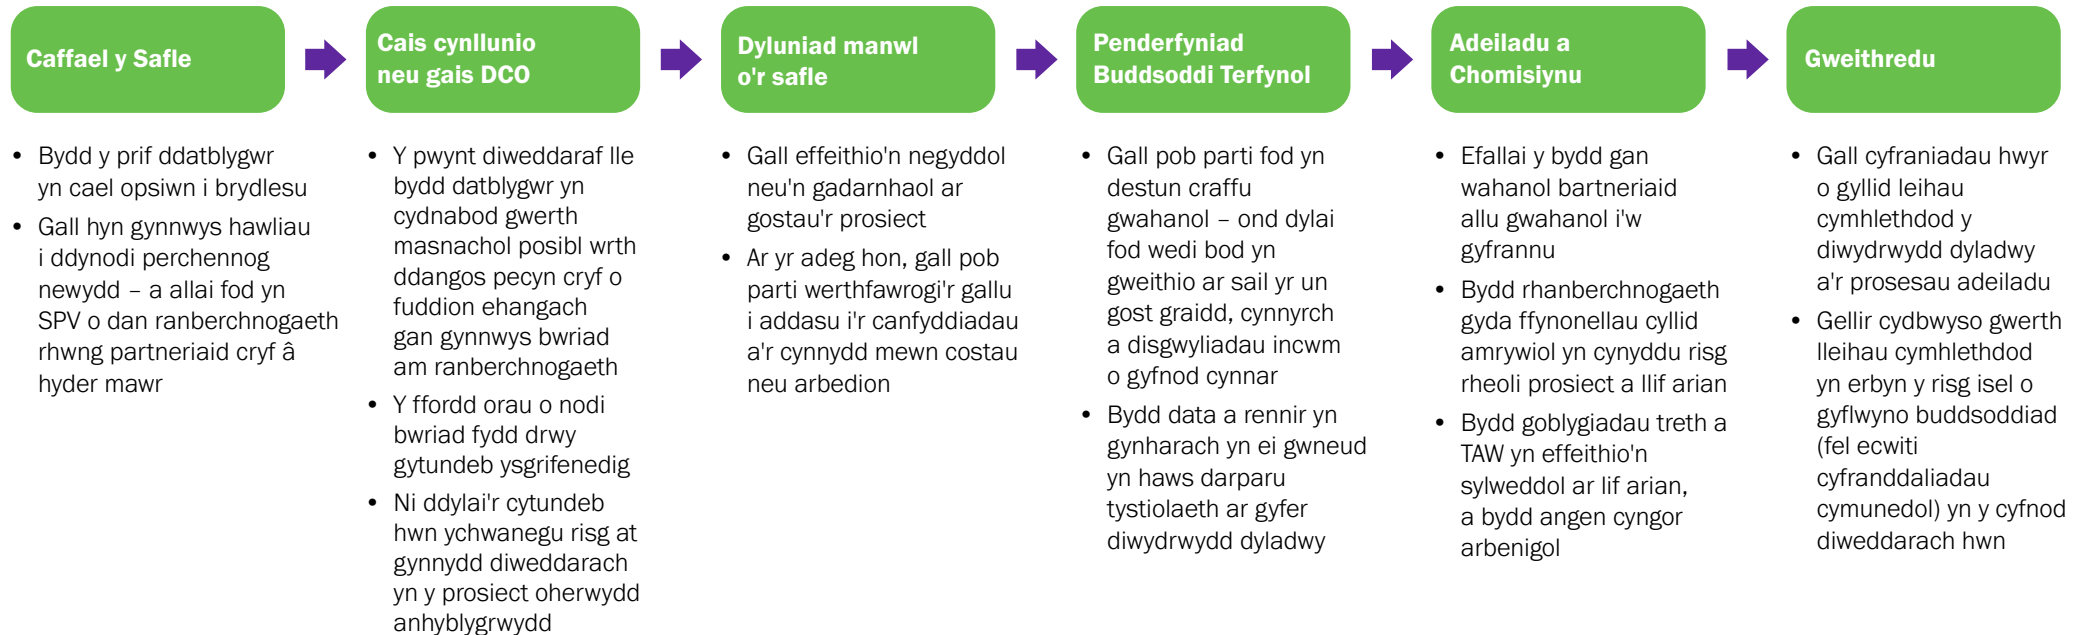 Caffael y Safle
• Bydd y prif ddatblygwr
yn cael opsiwn i brydlesu
• Gall hyn gynnwys hawliau
i ddynodi perchennog
newydd – a allai fod yn
SPV o dan ranberchnogaeth
rhwng partneriaid cryf â
hyder mawr
Cais cynllunio
neu gais DCO
• Y pwynt diweddaraf lle
bydd datblygwr yn
cydnabod gwerth
masnachol posibl wrth
ddangos pecyn cryf o
fuddion ehangach
gan gynnwys bwriad
am ranberchnogaeth
• Y ffordd orau o nodi
bwriad fydd drwy
gytundeb ysgrifenedig
• Ni ddylai'r cytundeb
hwn ychwanegu risg at
gynnydd diweddarach
yn y prosiect oherwydd
anhyblygrwydd
Dyluniad manwl
o'r safle
• Gall effeithio'n negyddol
neu'n gadarnhaol ar
gostau'r prosiect
• Ar yr adeg hon, gall pob
parti werthfawrogi'r gallu
i addasu i'r canfyddiadau
a'r cynnydd mewn costau
neu arbedion
Penderfyniad
Buddsoddi Terfynol
• Gall pob parti fod yn
destun craffu
gwahanol – ond dylai
fod wedi bod yn
gweithio ar sail yr un
gost graidd, cynnyrch
a disgwyliadau incwm
o gyfnod cynnar
• Bydd data a rennir yn
gynharach yn ei gwneud
yn haws darparu
tystiolaeth ar gyfer
diwydrwydd dyladwy
Adeiladu a
Chomisiynu
• Efallai y bydd gan
wahanol bartneriaid
allu gwahanol i'w
gyfrannu
• Bydd rhanberchnogaeth
gyda ffynonellau cyllid
amrywiol yn cynyddu risg
rheoli prosiect a llif arian
• Bydd goblygiadau treth a
TAW yn effeithio'n
sylweddol ar lif arian,
a bydd angen cyngor
arbenigol
Gweithredu
• Gall cyfraniadau hwyr
o gyllid leihau
cymhlethdod y
diwydrwydd dyladwy
a'r prosesau adeiladu
• Gellir cydbwyso gwerth
lleihau cymhlethdod
yn erbyn y risg isel o
gyflwyno buddsoddiad
(fel ecwiti
cyfranddaliadau
cymunedol) yn y cyfnod
diweddarach hwn